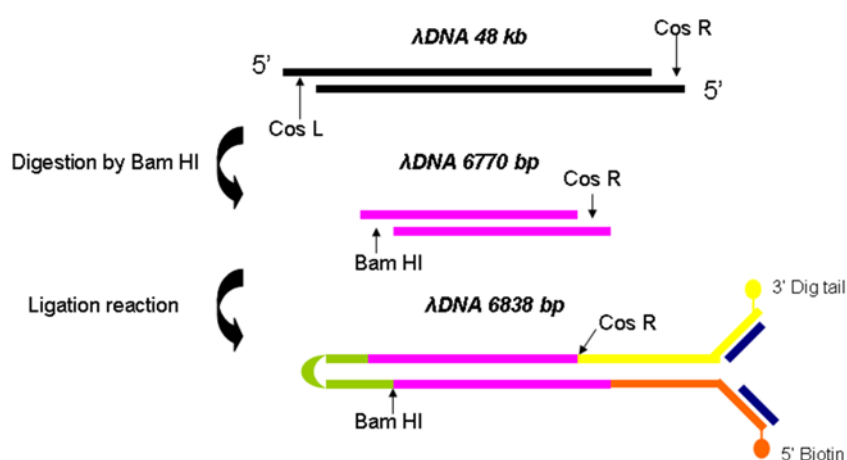 λDNA 48 kb
Cos R
5’
5’
Cos L
Digestion by Bam HI
λDNA 6770 bp
Cos R
Bam HI
Ligation reaction
λDNA 6838 bp
3' Dig tail
Cos R
Bam HI
5' Biotin